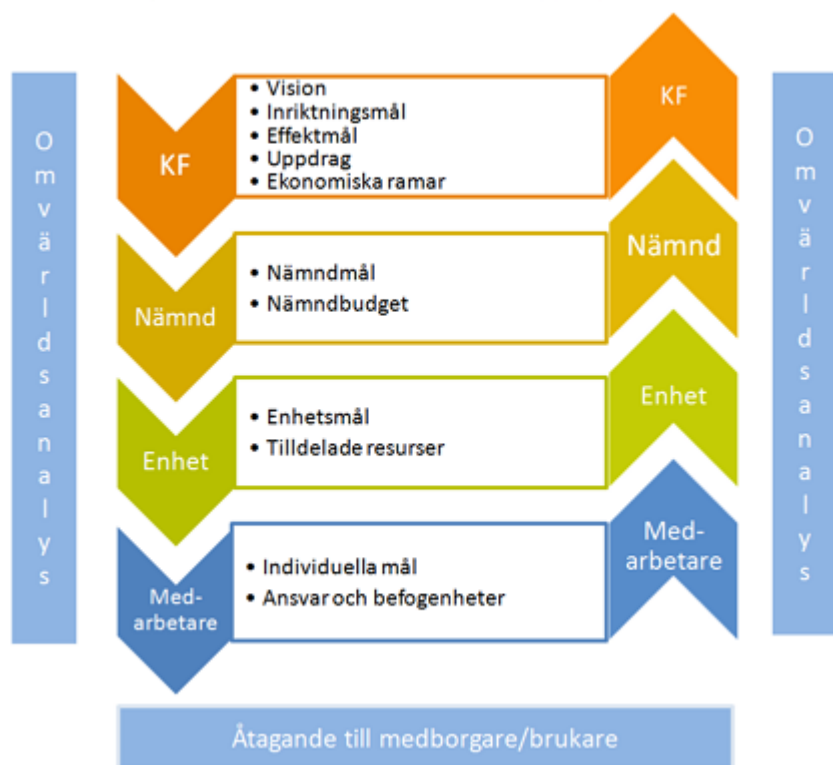 Omvärldsanalys
KF
• Vision
• Inriktningsmål
• Effektmål
• Uppdrag
• Ekonomiska ramar
KF
Nämnd
• Nämndmål
• Nämndbudget
Nämnd
Enhet
• Enhetsmål
• Tilldelade resurser
Enhet
Med-
arbetare
• Individuella mål
• Ansvar och befogenheter
Med-
arbetare
Omvärldsanalys
Åtagande till medborgare/brukare